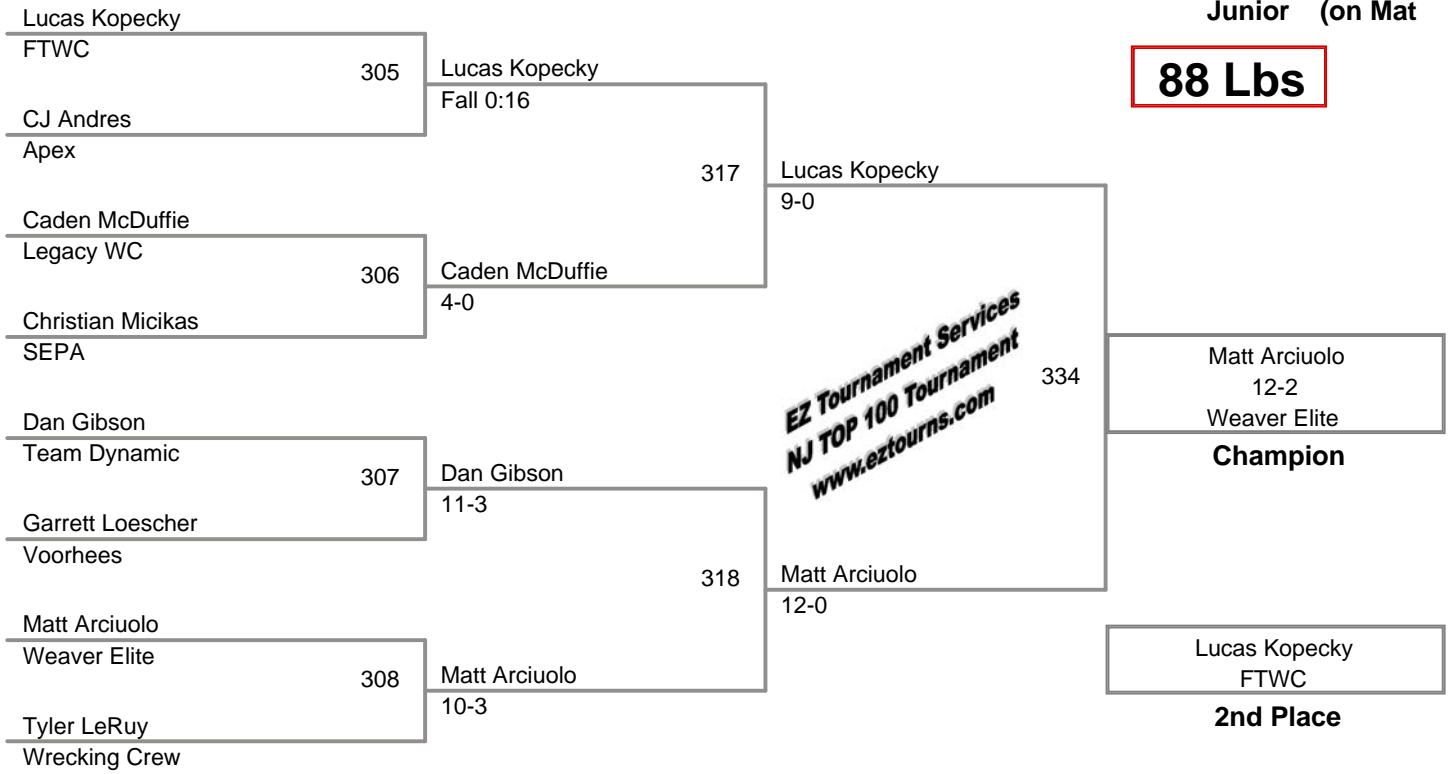 Junior (on Mat
88 Lbs
Lucas Kopecky
FTWC
305
CJ Andres
Apex
Lucas Kopecky
Fall 0:16
Caden McDuffie
Legacy WC
306
Christian Micikas
SEPA
Caden McDuffie
4-0
317
Lucas Kopecky
9-0
Dan Gibson
Team Dynamic
307
Garrett Loescher
Voorhees
Dan Gibson
11-3
Matt Arciuolo
Weaver Elite
308
Tyler LeRuy
Wrecking Crew
Matt Arciuolo
10-3
318
Matt Arciuolo
12-0
EZ Tournament Services
NJ TOP 100 Tournament
www.eztourns.com
334
Matt Arciuolo
12-2
Weaver Elite
Champion
Lucas Kopecky
FTWC
2nd Place